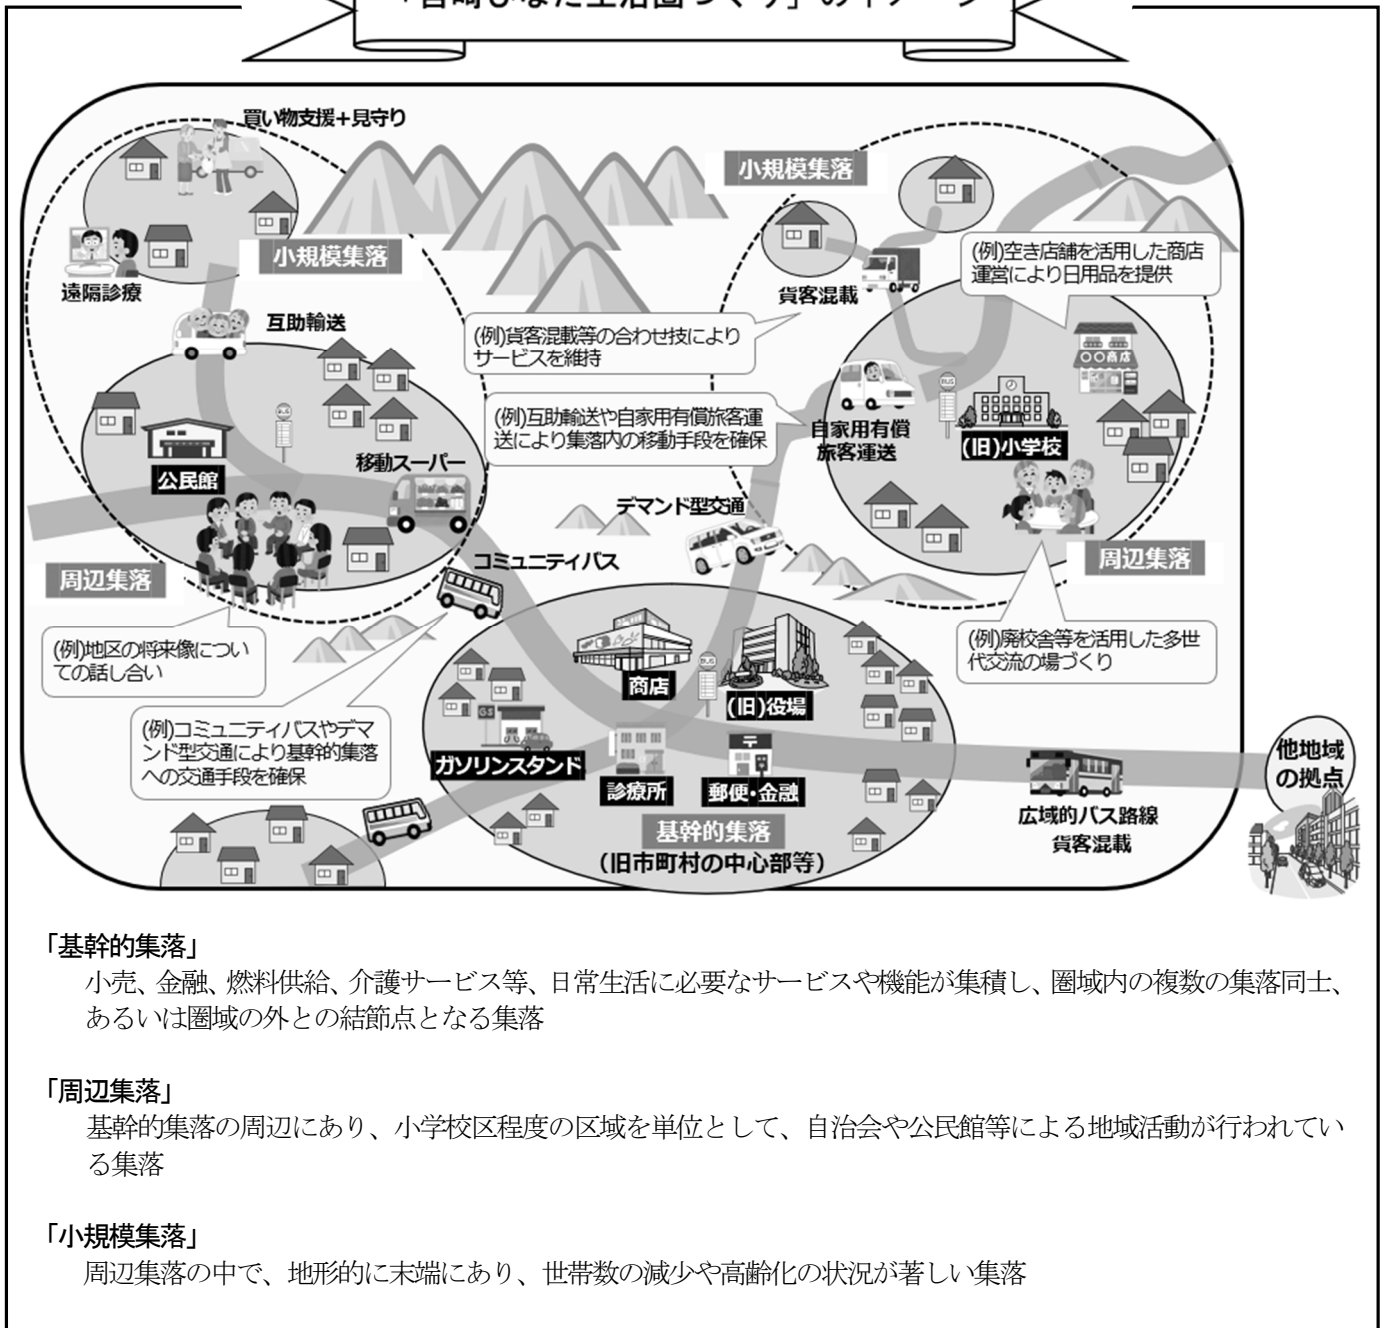 買い物支援+見守り
小規模集落
小規模集落
遠隔診療
互助輸送
貨客混載
(例)空き店舗を活用した商店
運営により日用品を提供
(例)貨客混載等の合わせ技により
サービスを維持
〇〇商店
BUS
BUS
(例)互助輸送や自家用有償旅客運
送により集落内の移動手段を確保
自家用有償
旅客運送
(旧)小学校
公民館
移動スーパー
デマンド型交通
コミュニティバス
周辺集落
周辺集落
(例)地区の将来像につい
ての話し合い
(例)廃校舎等を活用した多世
代交流の場づくり
商店
BUS
(旧)役場
(例)コミュニティバスやデマ
ンド型交通により基幹的集落
への交通手段を確保
GS
ガソリンスタンド
診療所
〒
郵便・金融
他地域
の拠点
広域的バス路線
貨客混載
基幹的集落
(旧市町村の中心部等)
「基幹的集落」
小売、金融、燃料供給、介護サービス等、日常生活に必要なサービスや機能が集積し、圏域内の複数の集落同士、
あるいは圏域の外との結節点となる集落
「周辺集落」
基幹的集落の周辺にあり、小学校区程度の区域を単位として、自治会や公民館等による地域活動が行われてい
る集落
「小規模集落」
周辺集落の中で、地形的に末端にあり、世帯数の減少や高齢化の状況が著しい集落